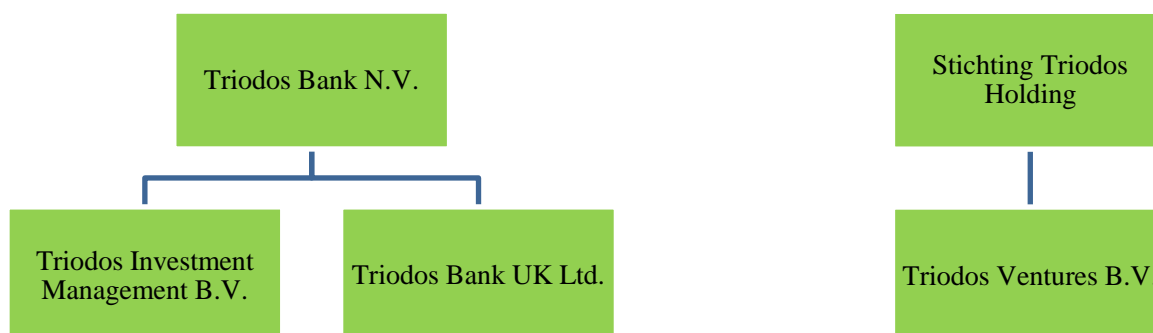 Triodos Bank N.V.
Stichting Triodos
Holding
Triodos Investment
Management B.V.
Triodos Bank UK Ltd.
Triodos Ventures B.V.